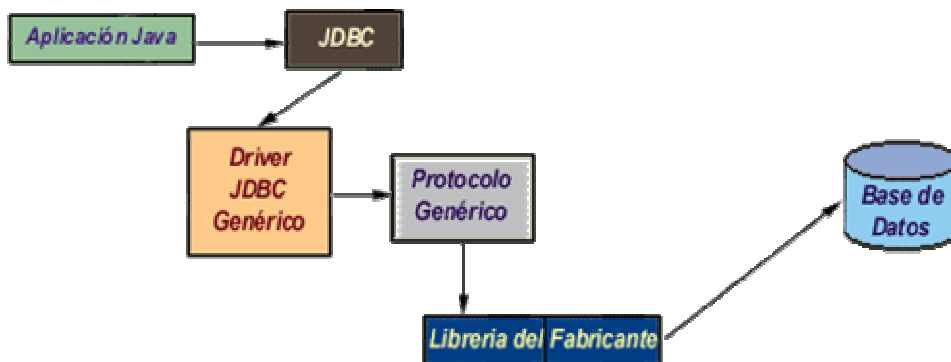 Aplicación Java
JDBC
Driver
JDBC
Genérico
Protocolo
Genérico
Base de
Datos
Libreria del Fabricante